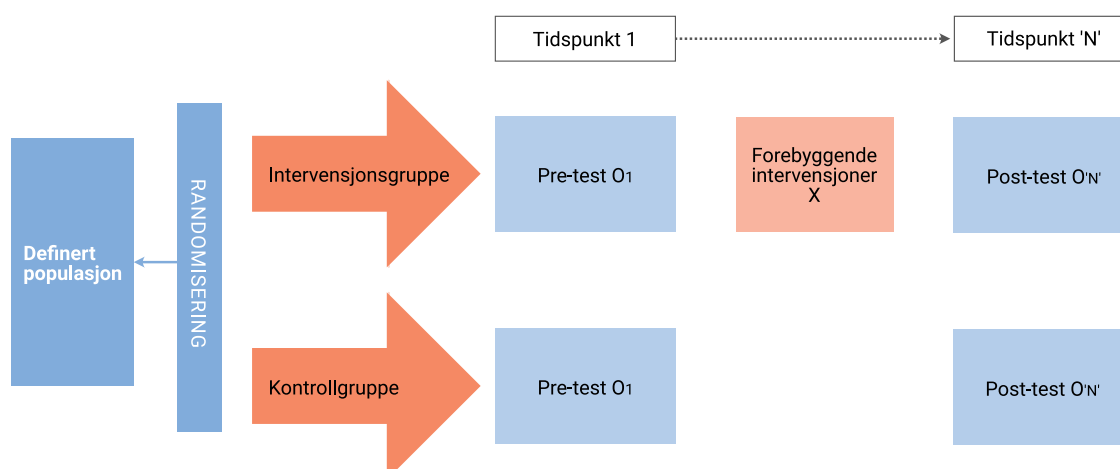 Tidspunkt 1
Tidspunkt 'N'
Definert
populasjon
RANDOMISERING
Intervensjonsgruppe
Pre-test O1
Forebyggende
intervensjoner
X
Post-test O'N'
Kontrollgruppe
Pre-test O1
Post-test O'N'